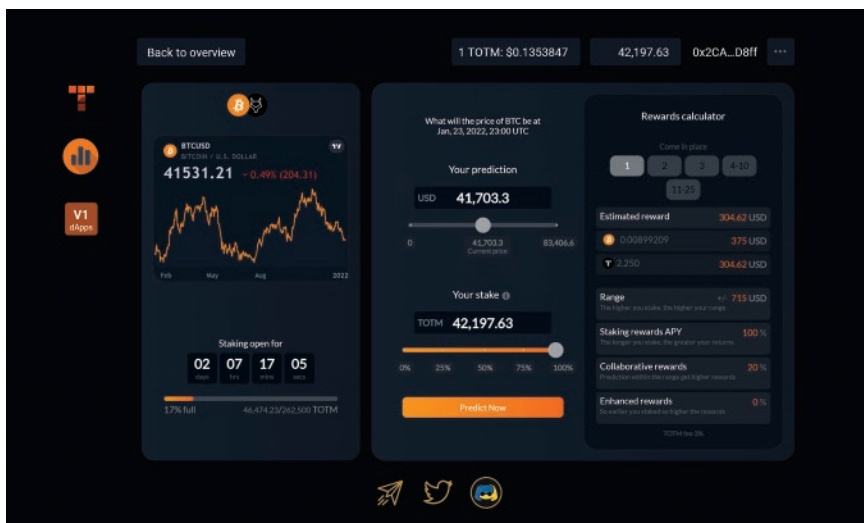 Back to overview
1 TOTM: $0.1353847
42,197.63
0x2CA...D8ff
...
V1
dApps
BTCUSD
BITCOIN / U.S. DOLLAR
41531.21 - 0.49% (204.31)
Feb May Aug 2022
Staking open for
02 07 17 05
days hrs mins secs
17% full 46,474.23/262,500 TOTM
What will the price of BTC be at
Jan, 23, 2022, 23:00 UTC
Your prediction
USD 41,703.3
0 41,703.3 83,406.6
Current price
Your stake
TOTM 42,197.63
0% 25% 50% 75% 100%
Predict Now
Rewards calculator
Come in place
1 2 3 4-10
11-25
Estimated reward 304.62 USD
0.00899209 375 USD
2,250 304.62 USD
Range +/- 715 USD
The higher you stake, the higher your range
Staking rewards APY 100 %
The longer you stake, the greater your returns
Collaborative rewards 20 %
Prediction within the range get higher rewards
Enhanced rewards 0 %
So earlier you staked so higher the rewards
TOTM fee 3%